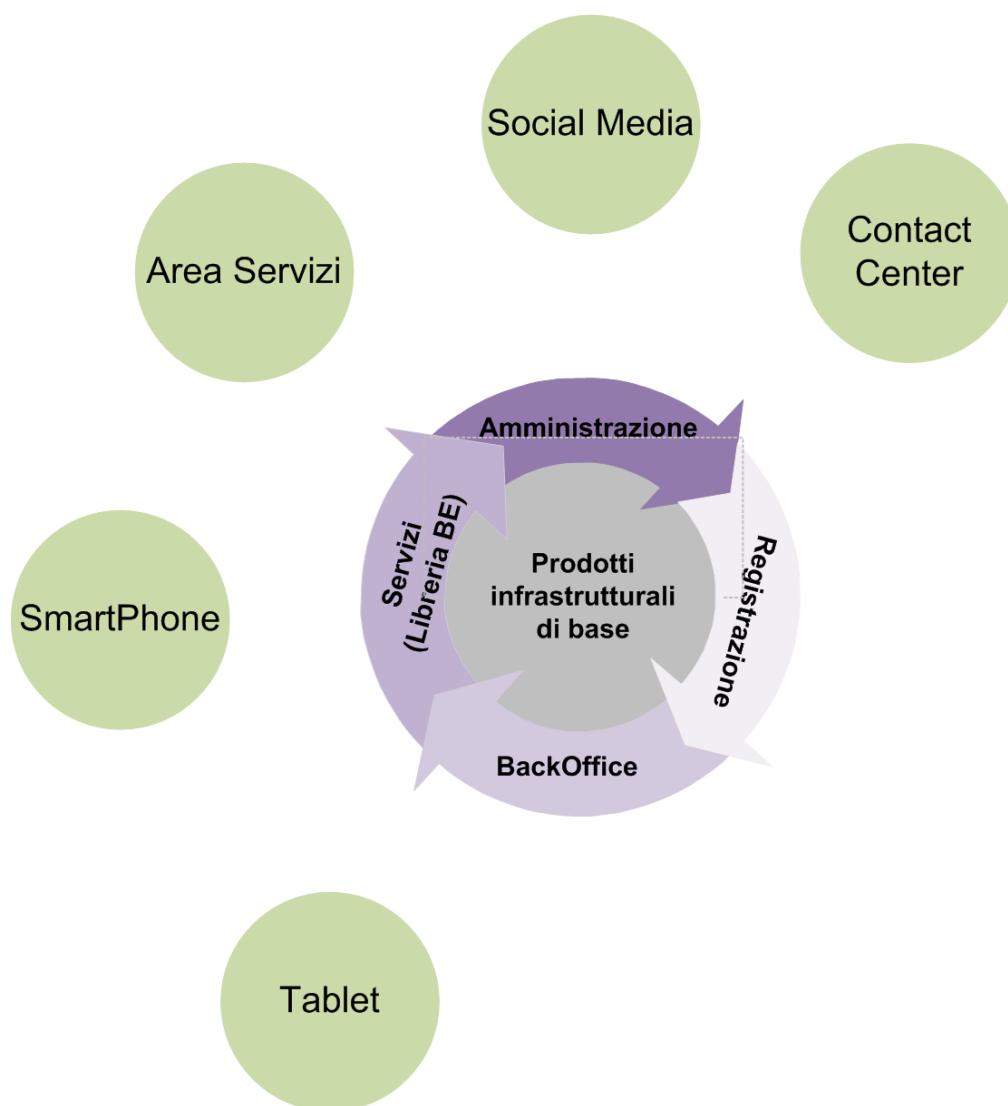 Social Media
Contact
Center
Area Servizi
Amministrazione
Servizi
(Libreria BE)
Prodotti
infrastrutturali
di base
Registrazione
SmartPhone
BackOffice
Tablet